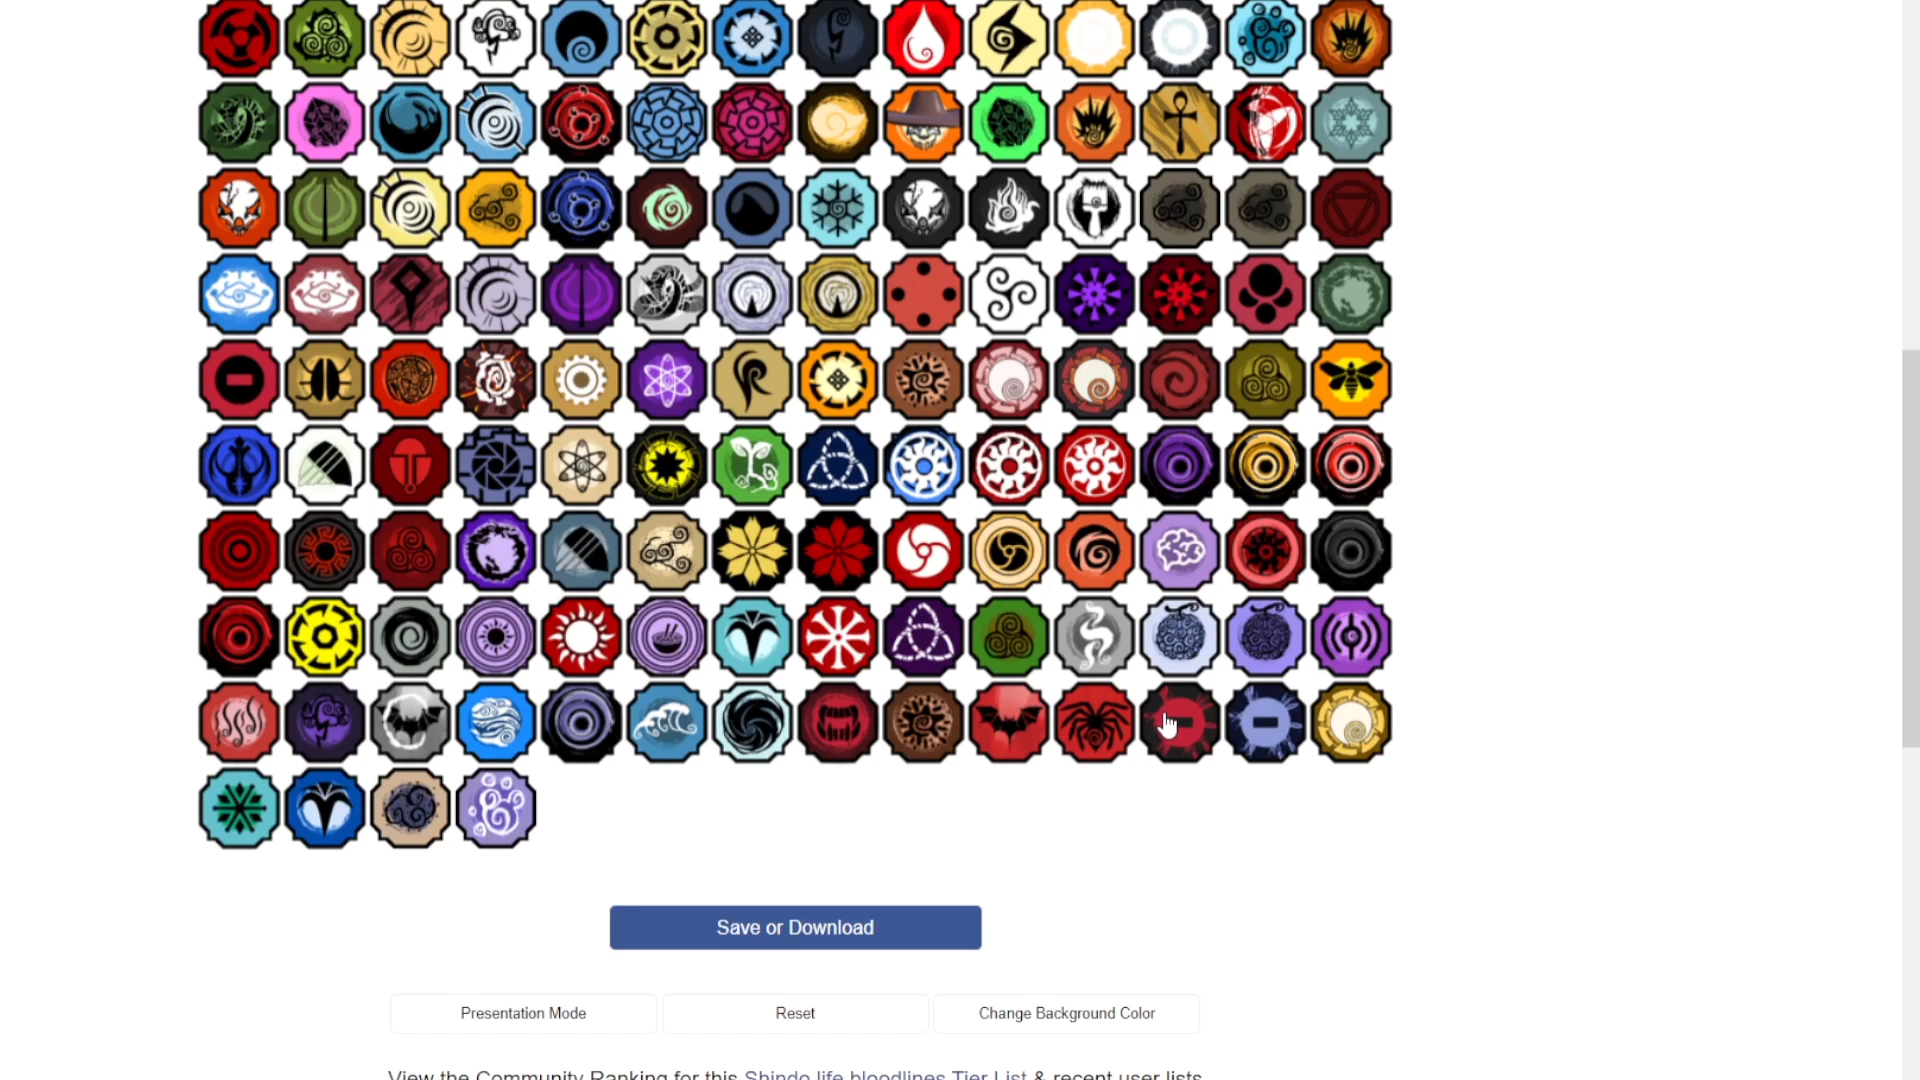 Save or Download
Presentation Mode
Reset
Change Background Color
View the Community Ranking for this Shindo life bloodlines Tier List & recent user lists